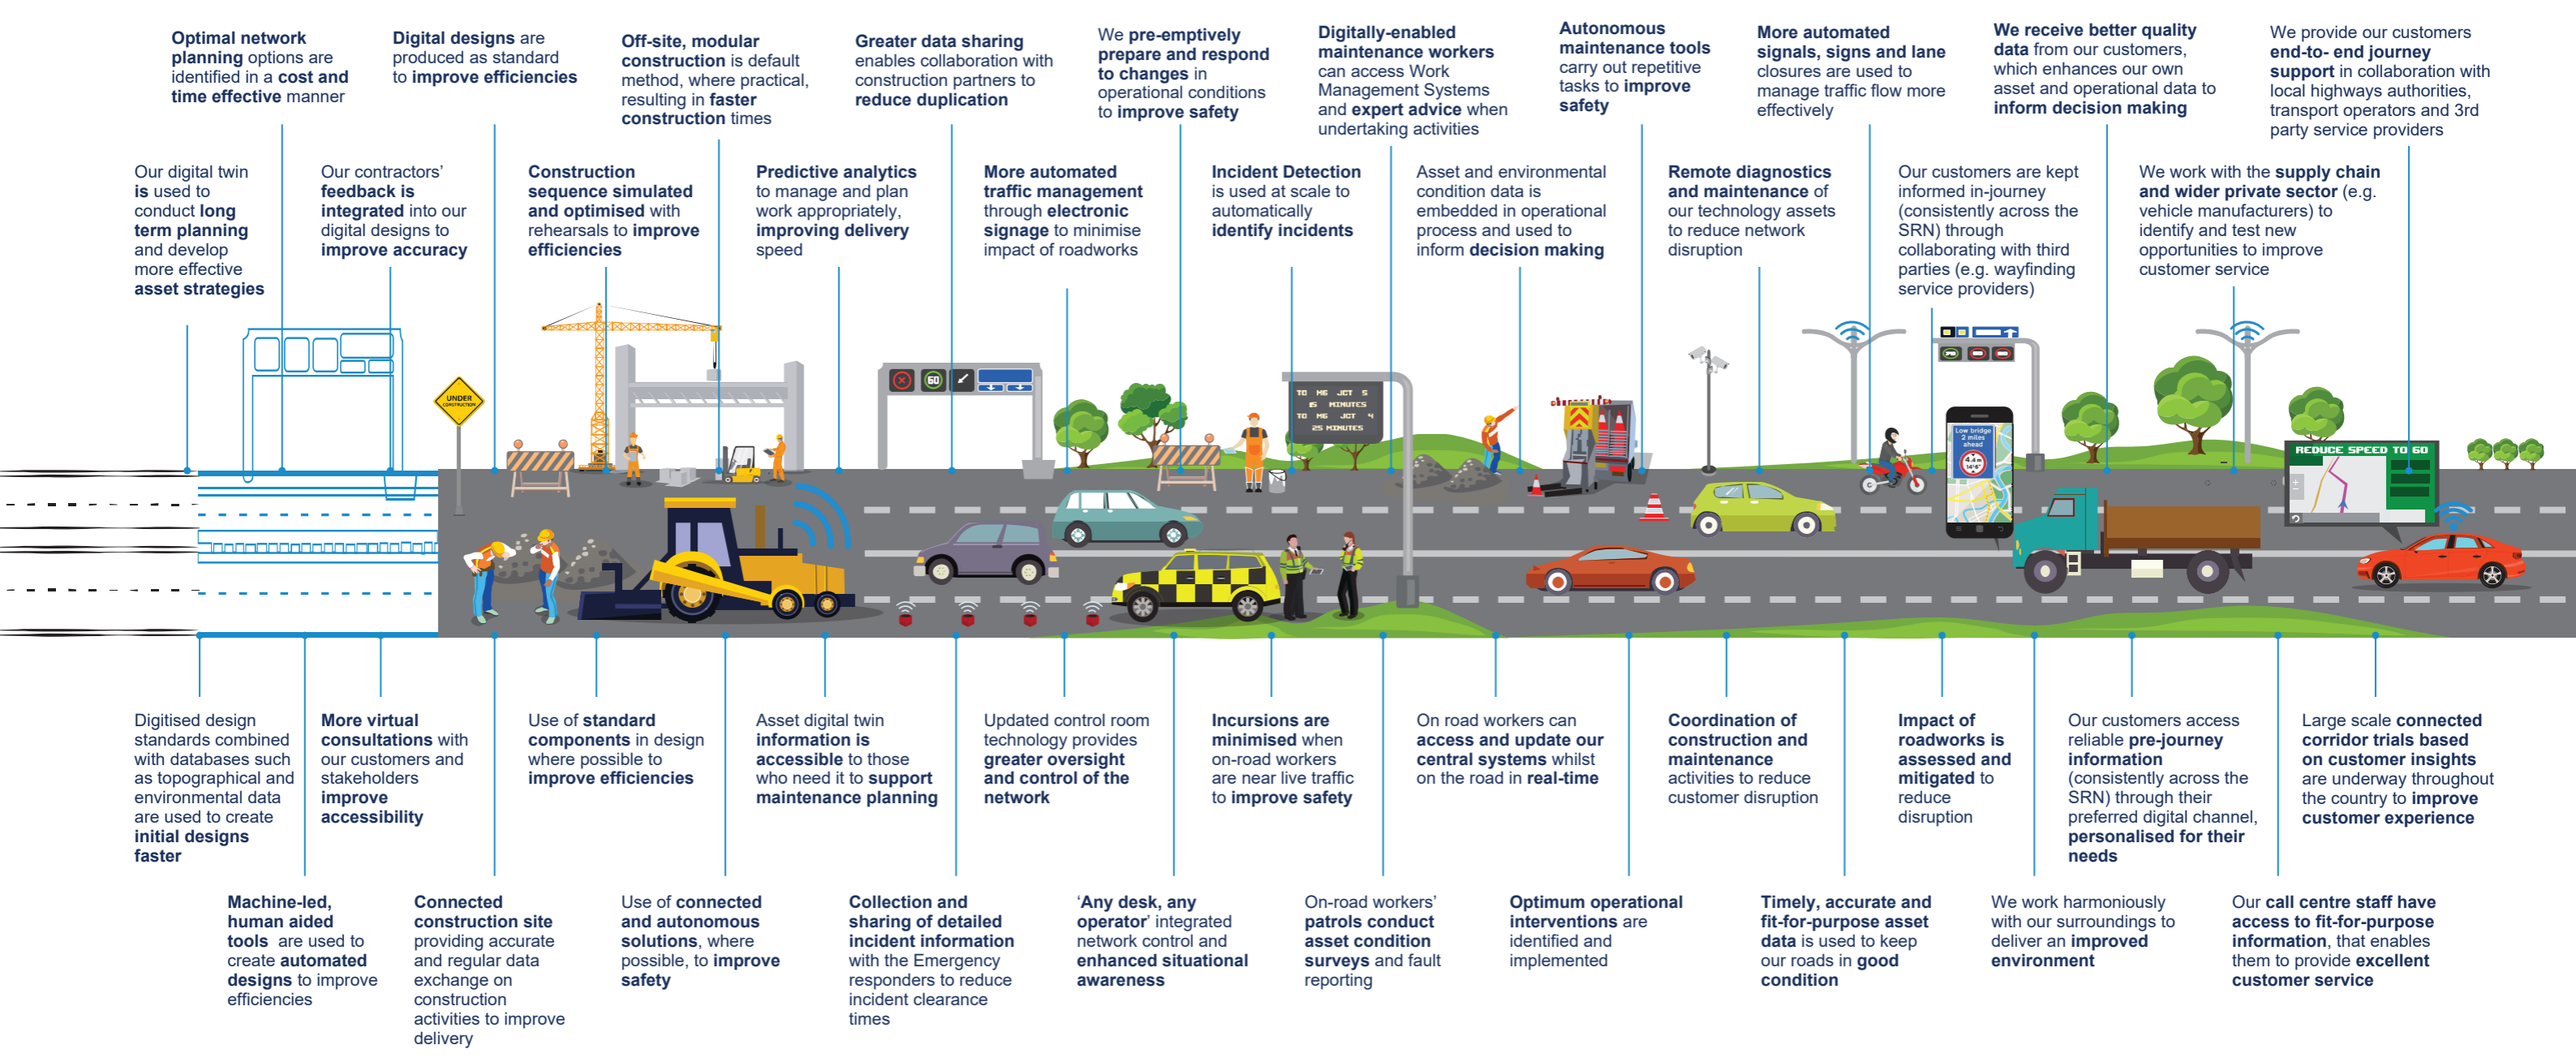 Optimal network
planning options are
identified in a cost and
time effective manner
Digital designs are
produced as standard
to improve efficiencies
Off-site, modular
construction is default
method, where practical,
resulting in faster
construction times
Greater data sharing
enables collaboration with
construction partners to
reduce duplication
We pre-emptively
prepare and respond
to changes in
operational conditions
to improve safety
Digitally-enabled
maintenance workers
can access Work
Management Systems
and expert advice when
undertaking activities
Autonomous
maintenance tools
carry out repetitive
tasks to improve
safety
More automated
signals, signs and lane
closures are used to
manage traffic flow more
effectively
We receive better quality
data from our customers,
which enhances our own
asset and operational data to
inform decision making
We provide our customers
end-to- end journey
support in collaboration with
local highways authorities,
transport operators and 3rd
party service providers
Our digital twin
is used to
conduct long
term planning
and develop
more effective
asset strategies
Our contractors’
feedback is
integrated into our
digital designs to
improve accuracy
Construction
sequence simulated
and optimised with
rehearsals to improve
efficiencies
Predictive analytics
to manage and plan
work appropriately,
improving delivery
speed
More automated
traffic management
through electronic
signage to minimise
impact of roadworks
Incident Detection
is used at scale to
automatically
identify incidents
Asset and environmental
condition data is
embedded in operational
process and used to
inform decision making
Remote diagnostics
and maintenance of
our technology assets
to reduce network
disruption
Our customers are kept
informed in-journey
(consistently across the
SRN) through
collaborating with third
parties (e.g. wayfinding
service providers)
We work with the supply chain
and wider private sector (e.g.
vehicle manufacturers) to
identify and test new
opportunities to improve
customer service
UNDER
CONSTRUCTION
60
TO M6 JCT 5
15 MINUTES
TO M6 JCT 4
25 MINUTES
Low bridge
2 miles
ahead
4.4m
14'6"
REDUCE SPEED TO 60
Digitised design
standards combined
with databases such
as topographical and
environmental data
are used to create
initial designs
faster
More virtual
consultations with
our customers and
stakeholders
improve
accessibility
Use of standard
components in design
where possible to
improve efficiencies
Asset digital twin
information is
accessible to those
who need it to support
maintenance planning
Updated control room
technology provides
greater oversight
and control of the
network
Incursions are
minimised when
on-road workers
are near live traffic
to improve safety
On road workers can
access and update our
central systems whilst
on the road in real-time
Coordination of
construction and
maintenance
activities to reduce
customer disruption
Impact of
roadworks is
assessed and
mitigated to
reduce
disruption
Our customers access
reliable pre-journey
information
(consistently across the
SRN) through their
preferred digital channel,
personalised for their
needs
Large scale connected
corridor trials based
on customer insights
are underway throughout
the country to improve
customer experience
Machine-led,
human aided
tools are used to
create automated
designs to improve
efficiencies
Connected
construction site
providing accurate
and regular data
exchange on
construction
activities to improve
delivery
Use of connected
and autonomous
solutions, where
possible, to improve
safety
Collection and
sharing of detailed
incident information
with the Emergency
responders to reduce
incident clearance
times
‘Any desk, any
operator’ integrated
network control and
enhanced situational
awareness
On-road workers’
patrols conduct
asset condition
surveys and fault
reporting
Optimum operational
interventions are
identified and
implemented
Timely, accurate and
fit-for-purpose asset
data is used to keep
our roads in good
condition
We work harmoniously
with our surroundings to
deliver an improved
environment
Our call centre staff have
access to fit-for-purpose
information, that enables
them to provide excellent
customer service